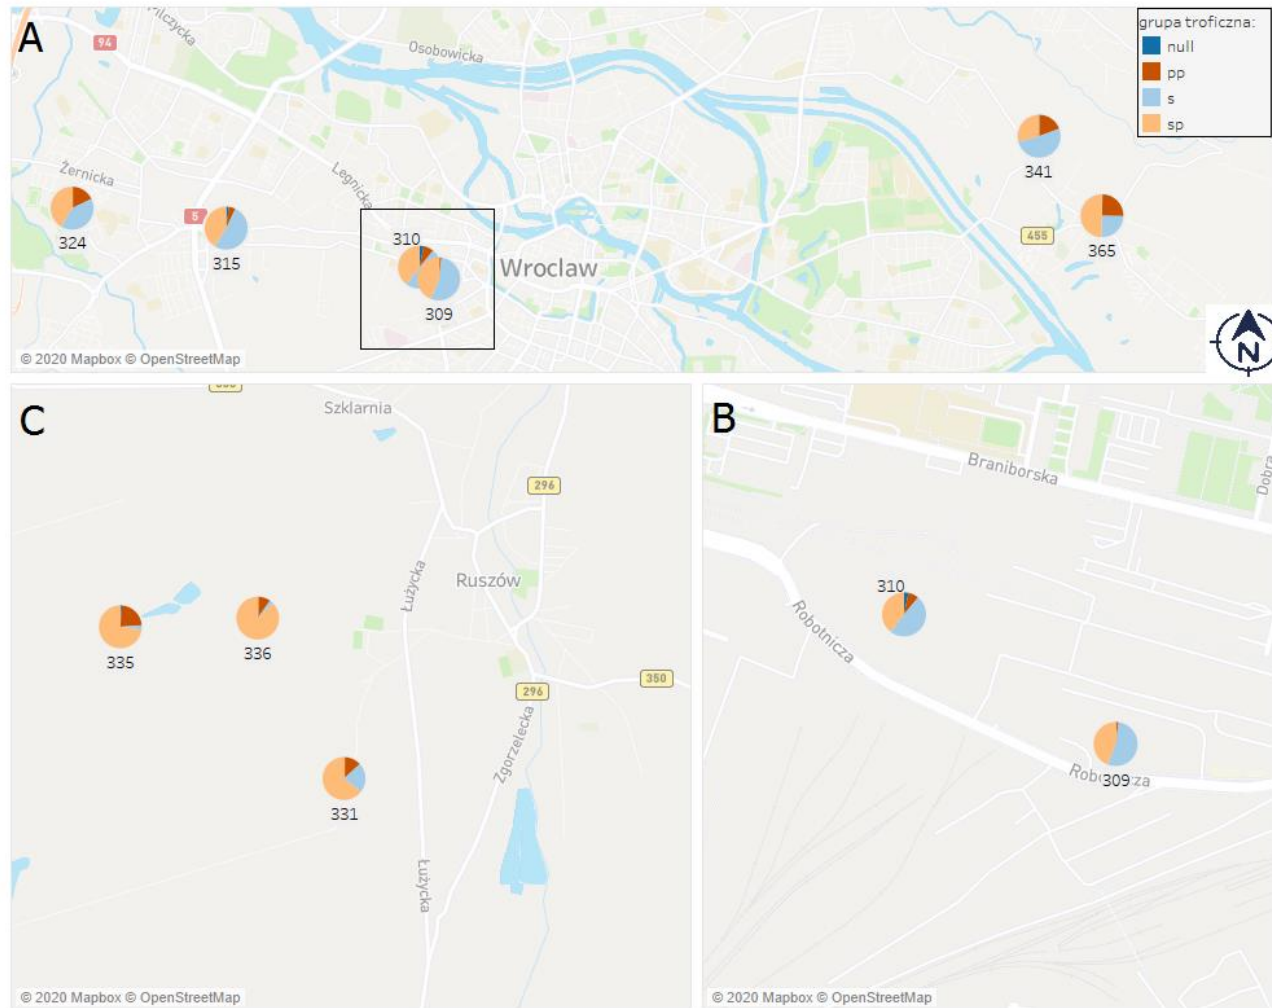 A
94
Pilczycka
Osobowicka
grupa troficzna:
null
pp
s
sp
Żernicka
Legnicka
341
5
324
315
310
Wroclaw
455
365
309
N
© 2020 Mapbox © OpenStreetMap
C
Szklarnia
296
Łużycka
Ruszów
335
336
296
350
Zgorzelecka
331
Łużycka
© 2020 Mapbox © OpenStreetMap
B
Braniborska
Dobra
310
Robotnicza
309
© 2020 Mapbox © OpenStreetMap